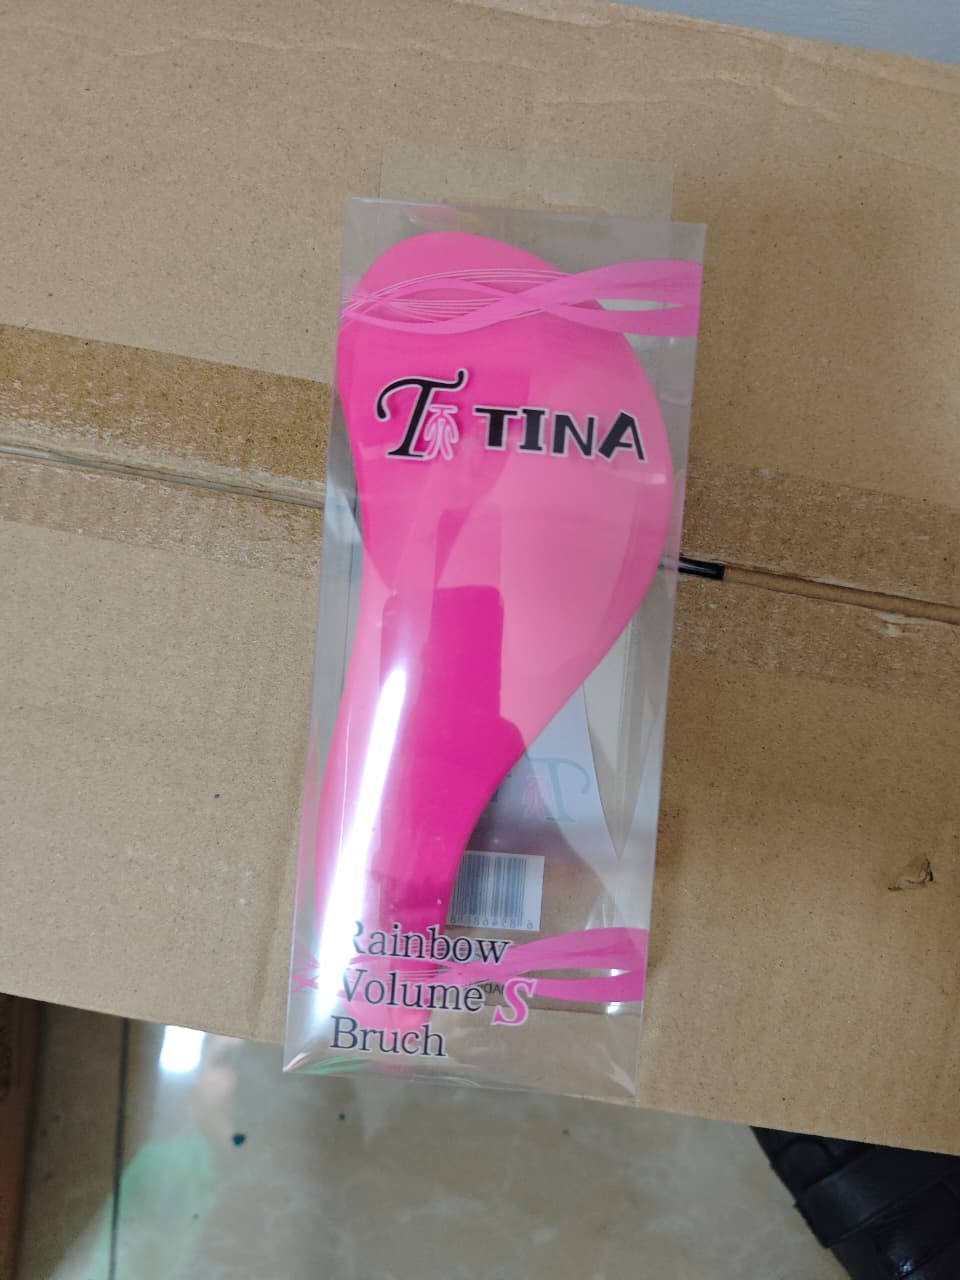 T TINA
Rainbow
Volume S
Bruch